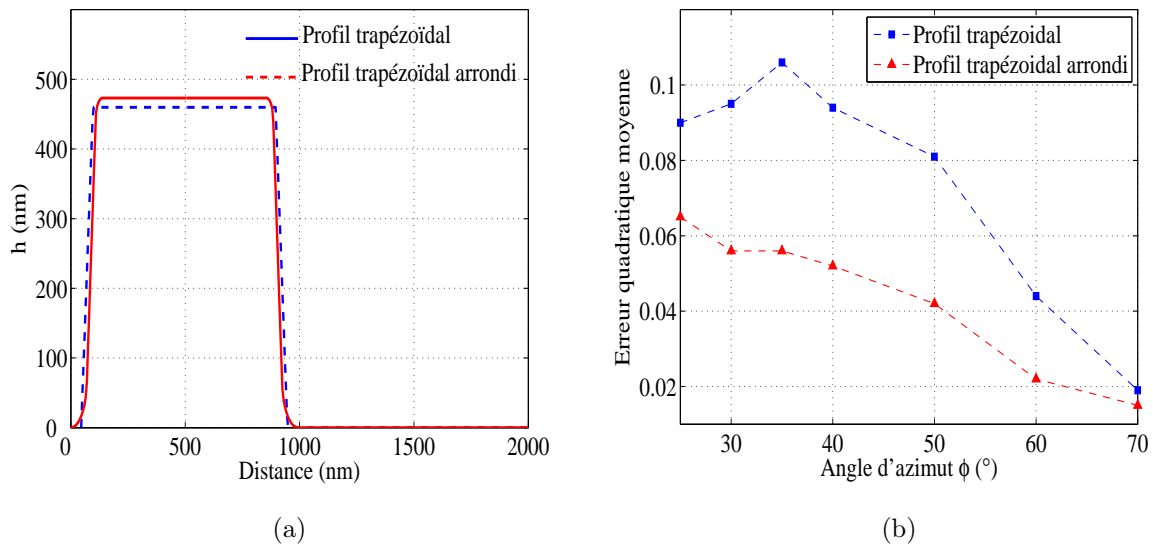 Profil trapézoïdal
Profil trapézoïdal arrondi
500
400
300
200
100
0
h (nm)
0
500
1000
1500
2000
Distance (nm)
(a)
Profil trapézoidal
Profil trapézoidal arrondi
0.1
0.08
0.06
0.04
0.02
Erreur quadratique moyenne
30
40
50
60
70
Angle d'azimut ϕ (°)
(b)